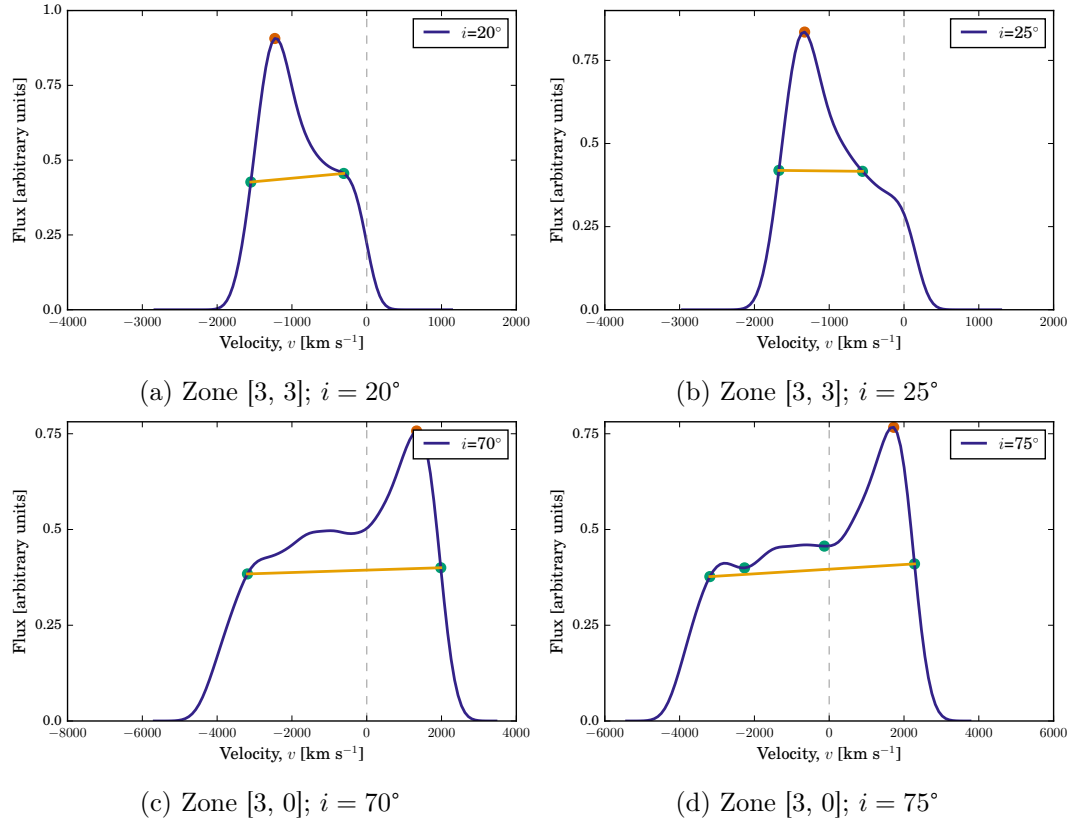 1.0
0.75
0.5
0.25
0.0
Flux [arbitrary units]
i=20°
−4000 −3000 −2000 −1000 0 1000 2000
Velocity, v [km s⁻¹]
(a) Zone [3, 3]; i = 20°
0.75
0.5
0.25
0.0
Flux [arbitrary units]
i=25°
−4000 −3000 −2000 −1000 0 1000 2000
Velocity, v [km s⁻¹]
(b) Zone [3, 3]; i = 25°
0.75
0.5
0.25
0.0
Flux [arbitrary units]
i=70°
−8000 −6000 −4000 −2000 0 2000 4000
Velocity, v [km s⁻¹]
(c) Zone [3, 0]; i = 70°
0.75
0.5
0.25
0.0
Flux [arbitrary units]
i=75°
−6000 −4000 −2000 0 2000 4000 6000
Velocity, v [km s⁻¹]
(d) Zone [3, 0]; i = 75°